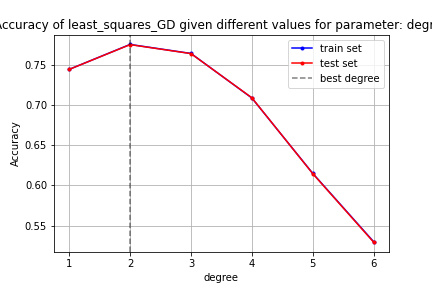 Accuracy of least_squares_GD given different values for parameter: degr
train set
test set
best degree
Accuracy
0.75
0.70
0.65
0.60
0.55
1 2 3 4 5 6
degree